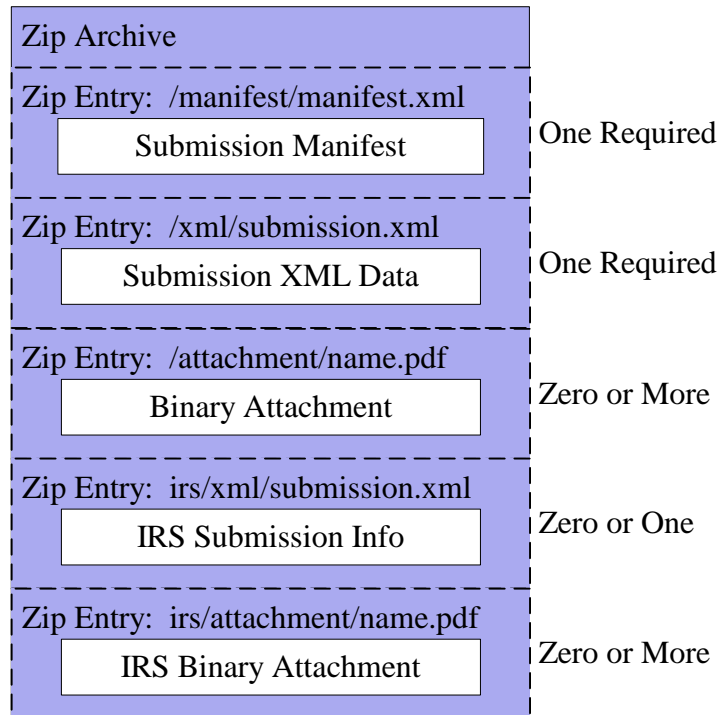 Zip Archive
Zip Entry: /manifest/manifest.xml
Submission Manifest
One Required
Zip Entry: /xml/submission.xml
Submission XML Data
One Required
Zip Entry: /attachment/name.pdf
Binary Attachment
Zero or More
Zip Entry: irs/xml/submission.xml
IRS Submission Info
Zero or One
Zip Entry: irs/attachment/name.pdf
IRS Binary Attachment
Zero or More